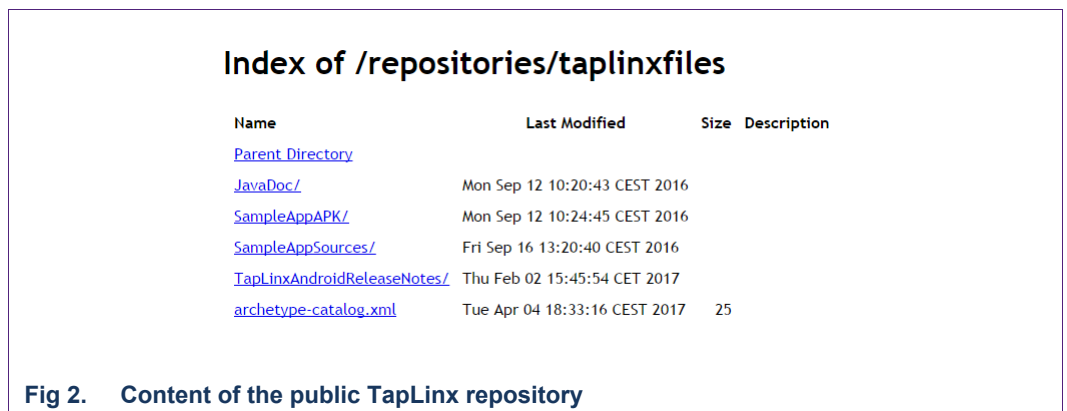 Index of /repositories/taplinxfiles
Name Last Modified Size Description
Parent Directory
JavaDoc/ Mon Sep 12 10:20:43 CEST 2016
SampleAppAPK/ Mon Sep 12 10:24:45 CEST 2016
SampleAppSources/ Fri Sep 16 13:20:40 CEST 2016
TapLinxAndroidReleaseNotes/ Thu Feb 02 15:45:54 CET 2017
archetype-catalog.xml Tue Apr 04 18:33:16 CEST 2017 25
Fig 2. Content of the public TapLinx repository